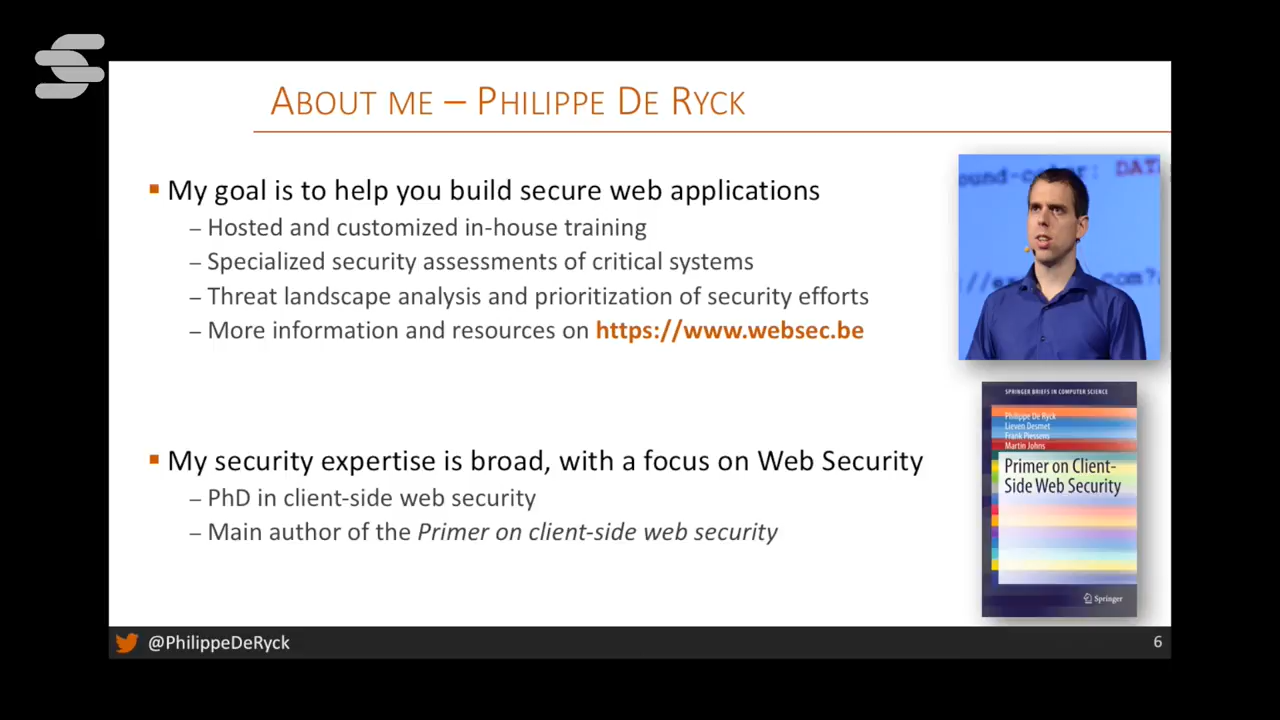 ABOUT ME – PHILIPPE DE RYCK
My goal is to help you build secure web applications
– Hosted and customized in-house training
– Specialized security assessments of critical systems
– Threat landscape analysis and prioritization of security efforts
– More information and resources on https://www.websec.be
My security expertise is broad, with a focus on Web Security
– PhD in client-side web security
– Main author of the Primer on client-side web security
ound-color: DAT
SPRINGER BRIEFS IN COMPUTER SCIENCE
Philippe De Ryck
Lieven Desmet
Frank Piessens
Martin Johns
Primer on Client-
Side Web Security
Springer
@PhilippeDeRyck
6